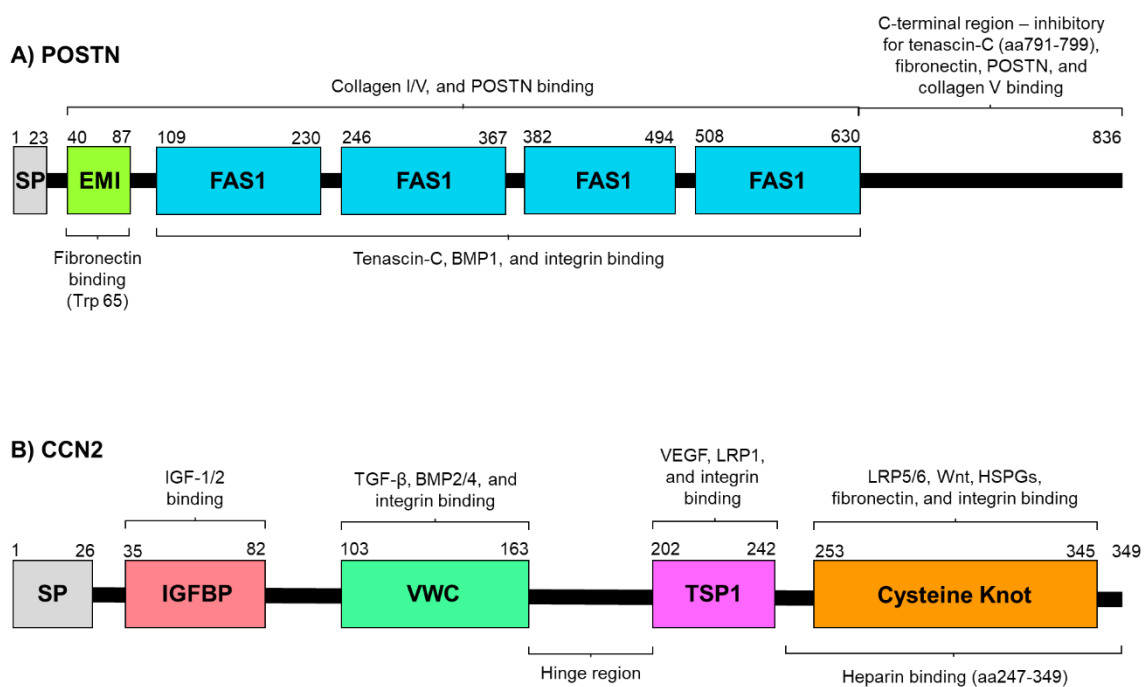 C-terminal region – inhibitory
for tenascin-C (aa791-799),
fibronectin, POSTN, and
collagen V binding
A) POSTN
Collagen I/V, and POSTN binding
1 23 40 87 109 230 246 367 382 494 508 630 836
SP EMI FAS1 FAS1 FAS1 FAS1
Fibronectin
binding
(Trp 65)
Tenascin-C, BMP1, and integrin binding
B) CCN2
IGF-1/2
binding
TGF-β, BMP2/4, and
integrin binding
VEGF, LRP1,
and integrin
binding
LRP5/6, Wnt, HSPGs,
fibronectin, and integrin binding
1 26 35 82 103 163 202 242 253 345 349
SP IGFBP VWC TSP1 Cysteine Knot
Hinge region
Heparin binding (aa247-349)